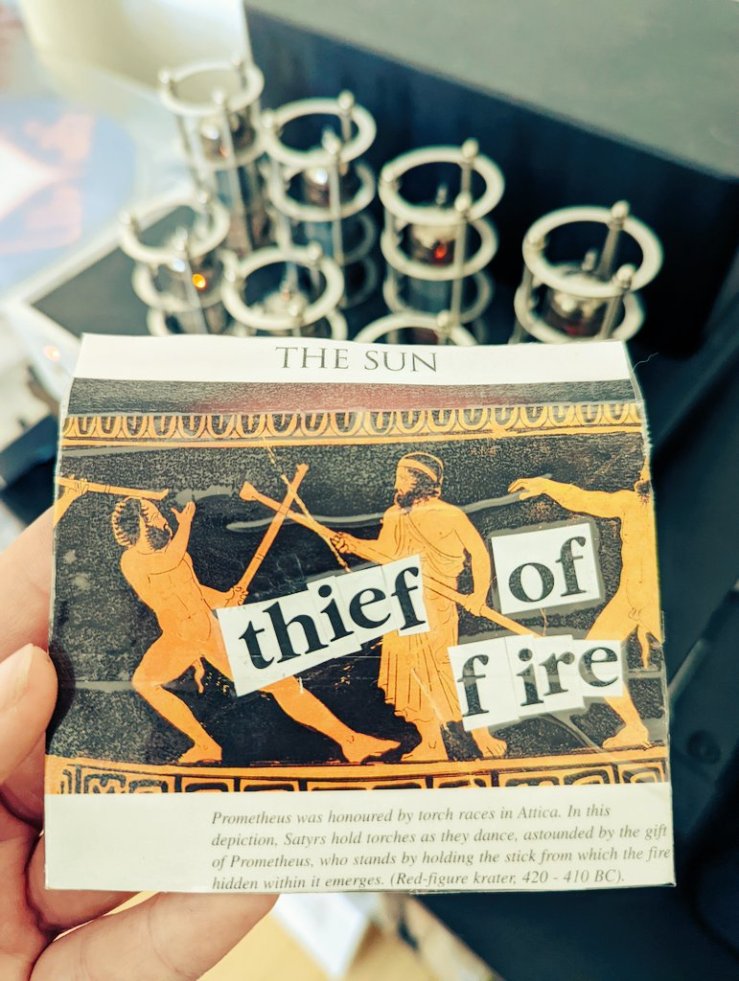 THE SUN
thief of
fire
Prometheus was honoured by torch races in Attica. In this
depiction, Satyrs hold torches as they dance, astounded by the gift
of Prometheus, who stands by holding the stick from which the fire
hidden within it emerges. (Red-figure krater, 420 - 410 BC).